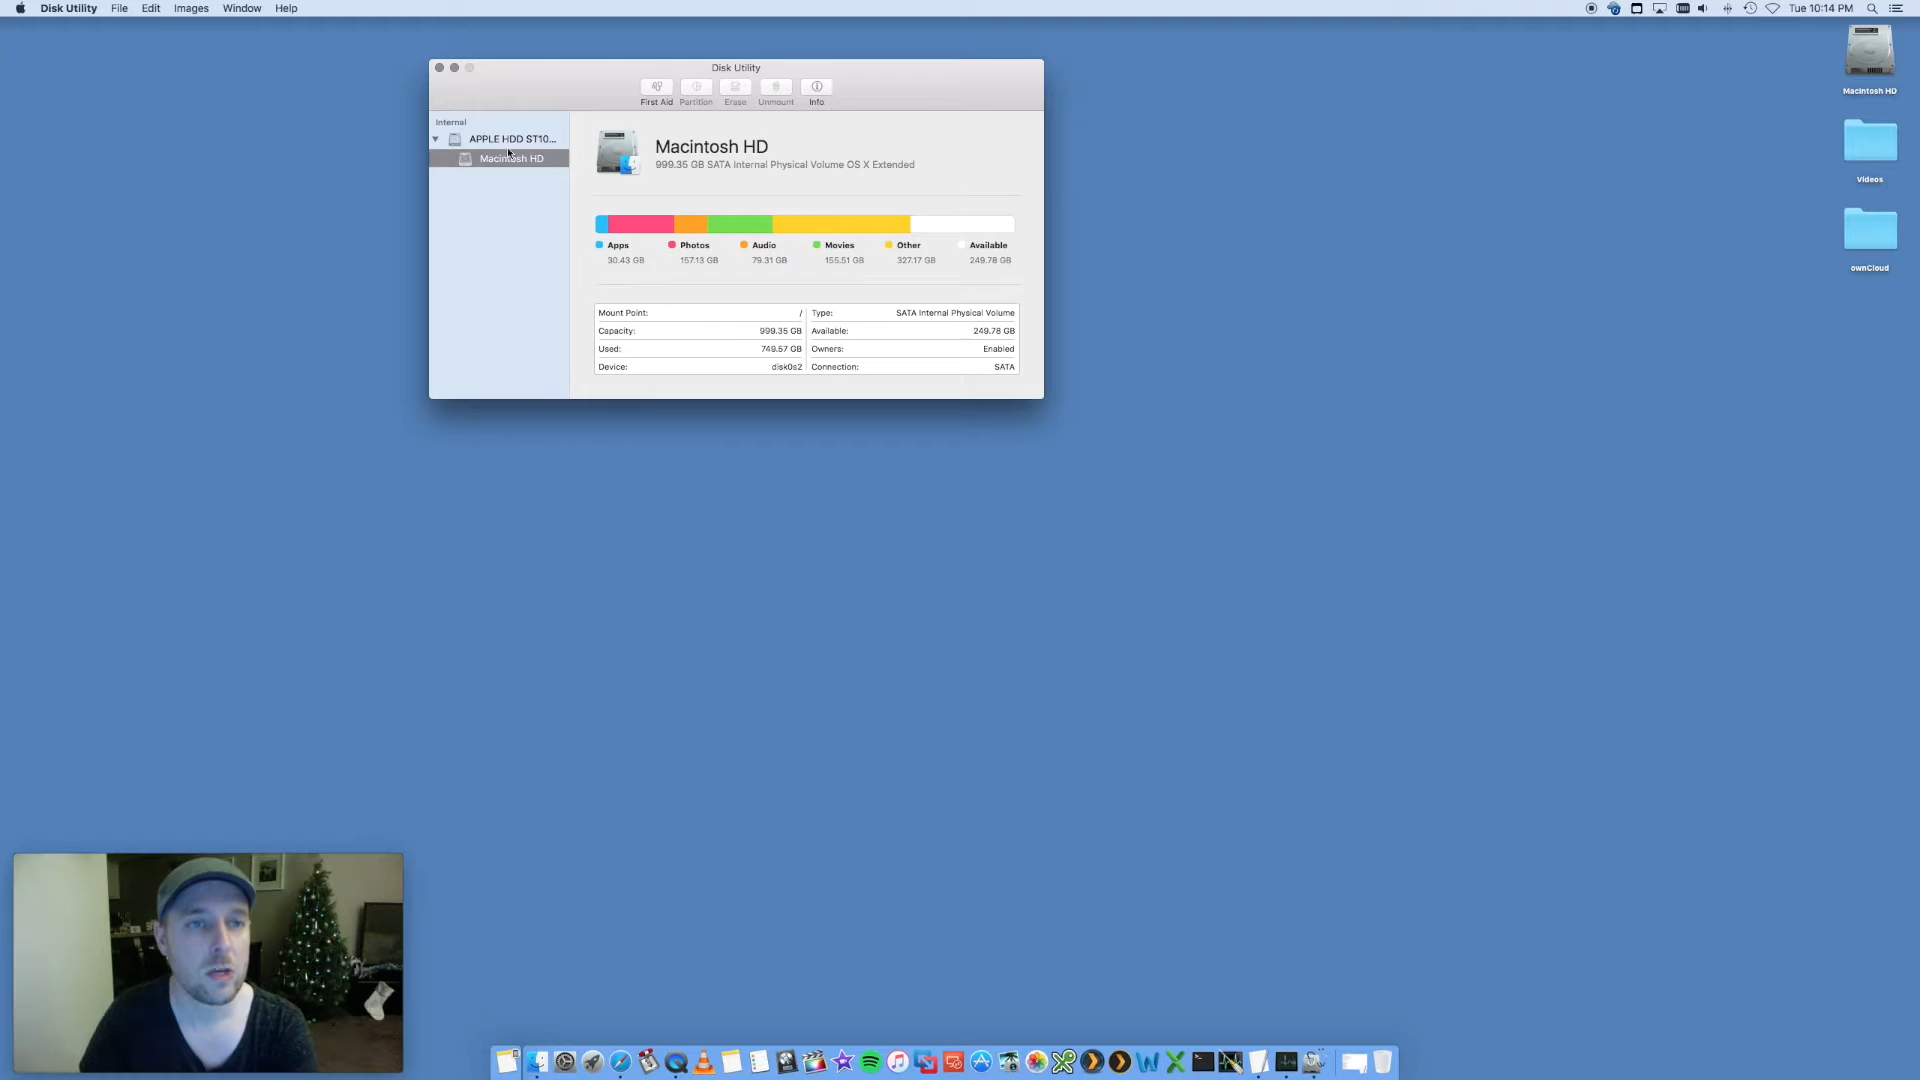 Disk Utility File Edit Images Window Help
Tue 10:14 PM
Disk Utility
First Aid Partition Erase Unmount Info
Internal
APPLE HDD ST10...
Macintosh HD
Macintosh HD
999.35 GB SATA Internal Physical Volume OS X Extended
Apps Photos Audio Movies Other Available
30.43 GB 157.13 GB 79.31 GB 155.51 GB 327.17 GB 249.78 GB
Mount Point: / Type: SATA Internal Physical Volume
Capacity: 999.35 GB Available: 249.78 GB
Used: 749.57 GB Owners: Enabled
Device: disk0s2 Connection: SATA
Macintosh HD
Videos
ownCloud